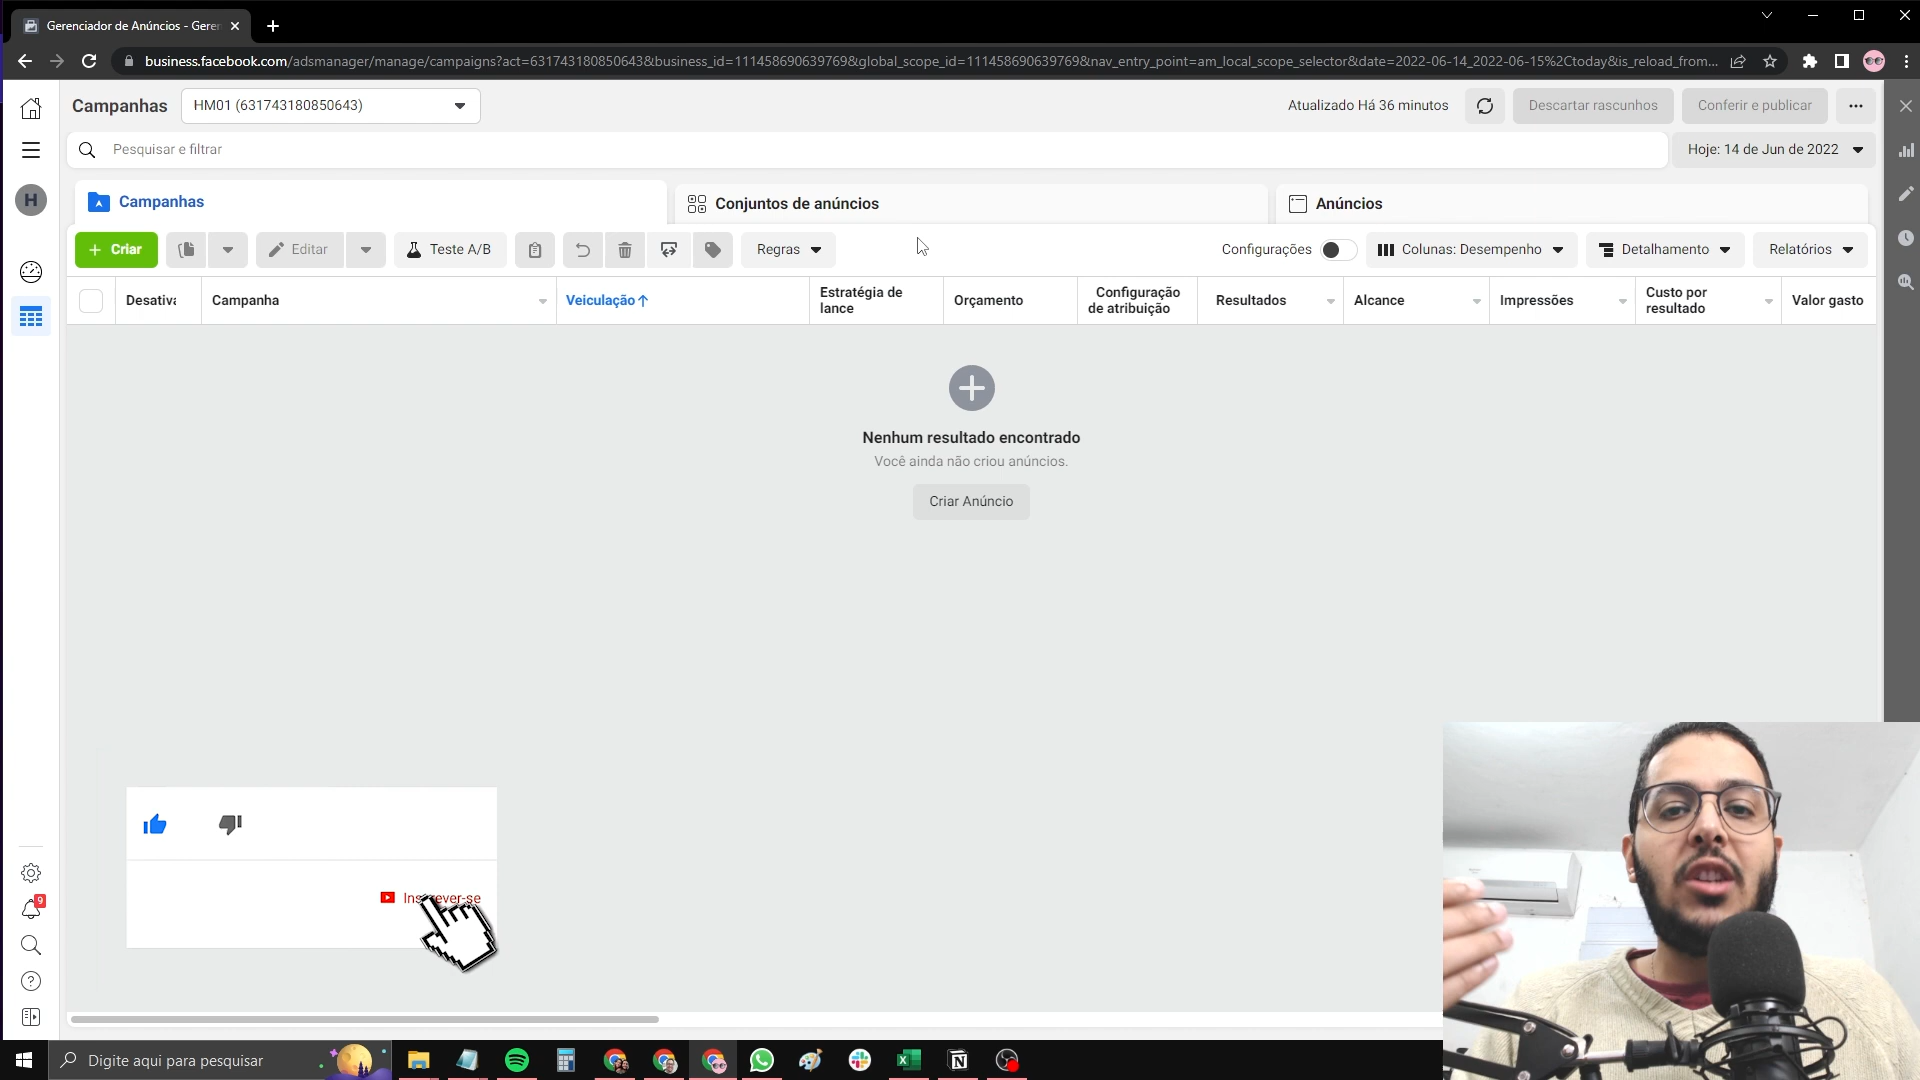 Gerenciador de Anúncios - Geren
business.facebook.com/adsmanager/manage/campaigns?act=631743180850643&business_id=111458690639769&global_scope_id=111458690639769&nav_entry_point=am_local_scope_selector&date=2022-06-14_2022-06-15%2Ctoday&is_reload_from...
Campanhas
HM01 (631743180850643)
Atualizado Há 36 minutos
Descartar rascunhos
Conferir e publicar
Pesquisar e filtrar
Hoje: 14 de Jun de 2022
H
Campanhas
Conjuntos de anúncios
Anúncios
Criar
Editar
Teste A/B
Regras
Configurações
Colunas: Desempenho
Detalhamento
Relatórios
Desativa
Campanha
Veiculação↑
Estratégia de
lance
Orçamento
Configuração
de atribuição
Resultados
Alcance
Impressões
Custo por
resultado
Valor gasto
Nenhum resultado encontrado
Você ainda não criou anúncios.
Criar Anúncio
9
Digite aqui para pesquisar